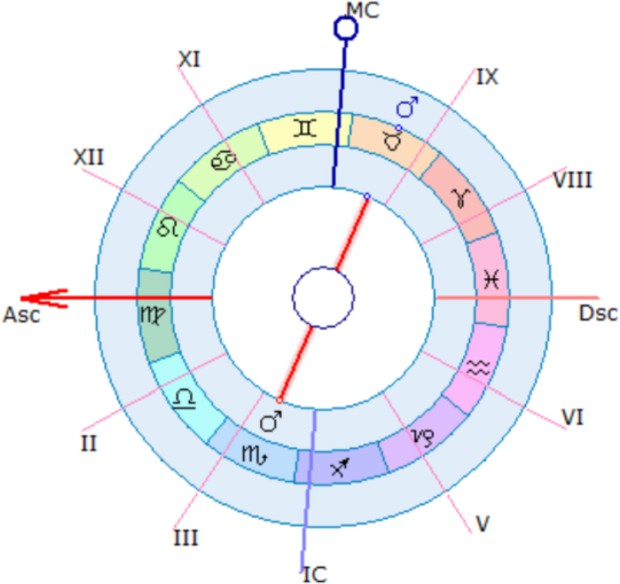 MC
XI
IX
♂
♊
♉
XII
♋
VIII
♈
♌
♓
Asc
♍
Dsc
♒
♎
♂
VI
II
♏
♐
♑
III
V
IC